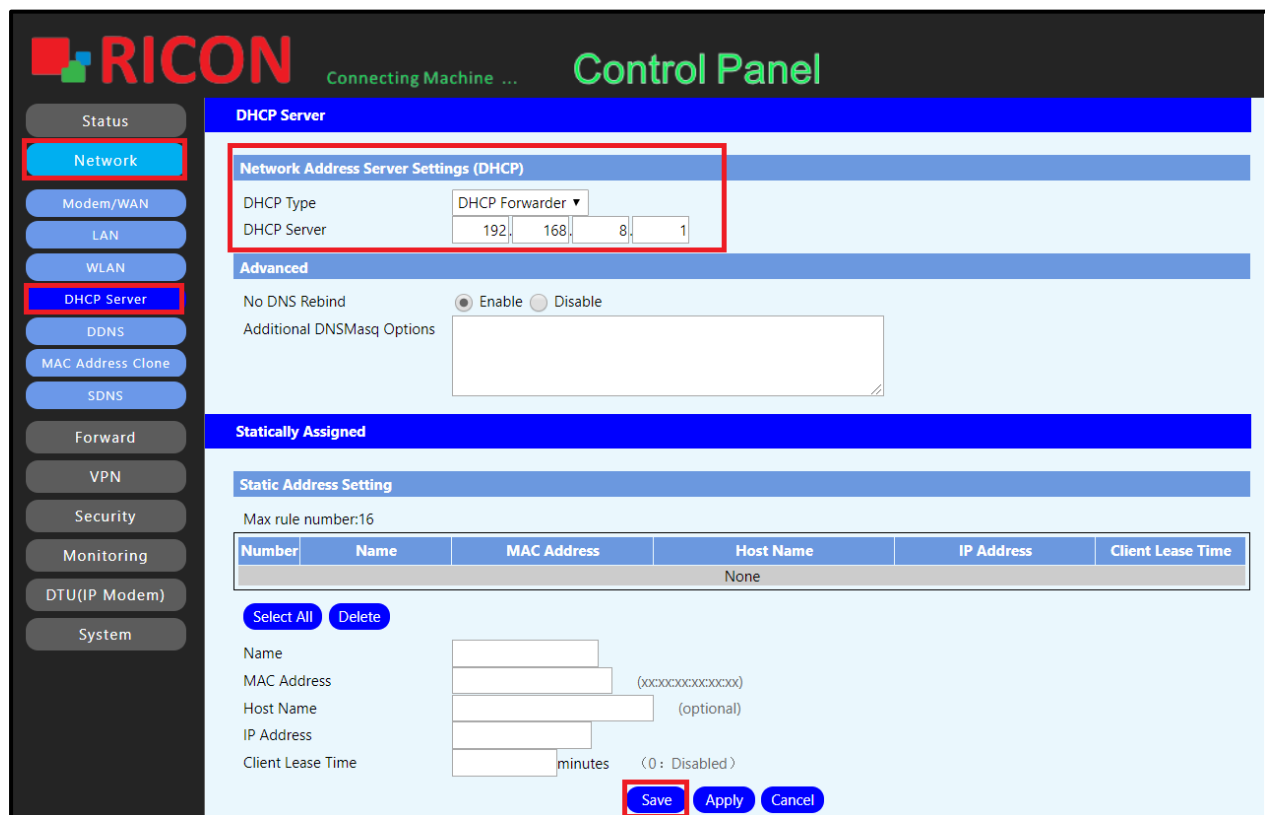 RICON Connecting Machine ... Control Panel
Status
Network
Modem/WAN
LAN
WLAN
DHCP Server
DDNS
MAC Address Clone
SDNS
Forward
VPN
Security
Monitoring
DTU(IP Modem)
System
DHCP Server
Network Address Server Settings (DHCP)
DHCP Type DHCP Forwarder ▼
DHCP Server 192. 168. 8. 1
Advanced
No DNS Rebind Enable Disable
Additional DNSMasq Options
Statically Assigned
Static Address Setting
Max rule number:16
Number Name MAC Address Host Name IP Address Client Lease Time
None
Select All Delete
Name
MAC Address (xx:xx:xx:xx:xx:xx)
Host Name (optional)
IP Address
Client Lease Time minutes （0：Disabled）
Save Apply Cancel